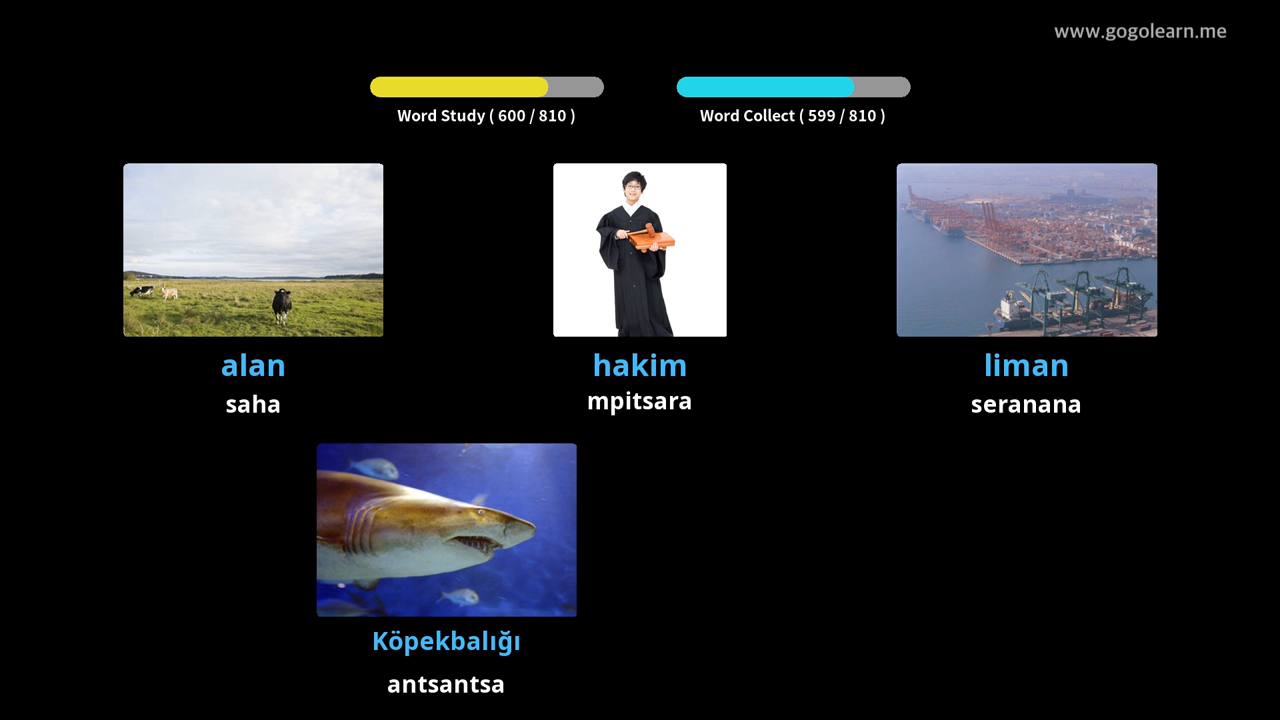 www.gogolearn.me
Word Study ( 600 / 810 )
Word Collect ( 599 / 810 )
alan
saha
hakim
mpitsara
liman
seranana
Köpekbalığı
antsantsa